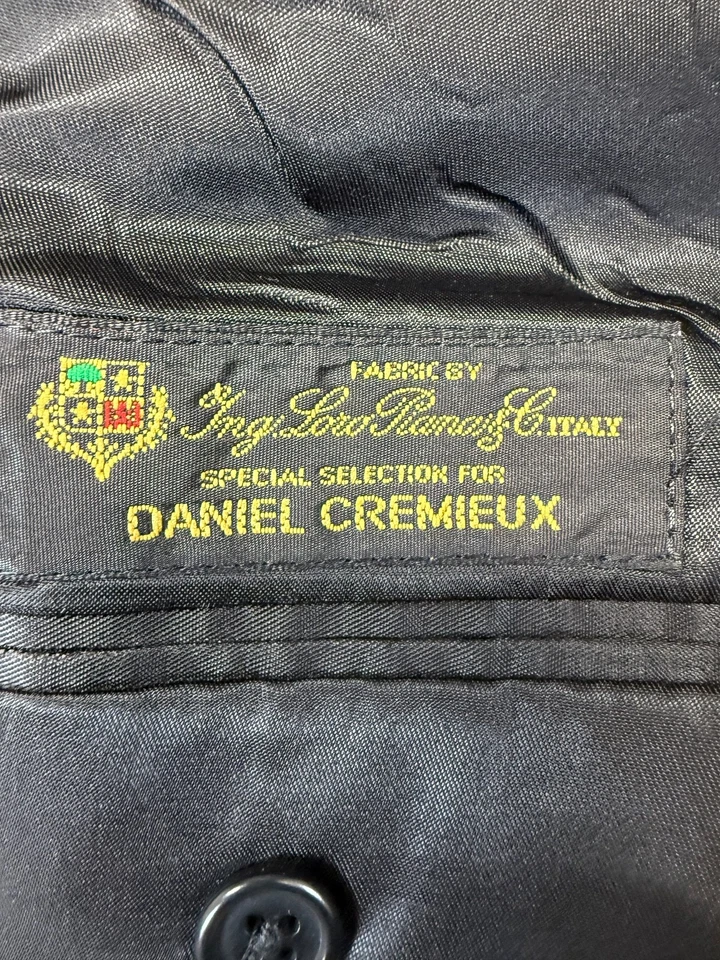 FABRIC BY
Ing. Loro Piana & C. ITALY
SPECIAL SELECTION FOR
DANIEL CREMIEUX